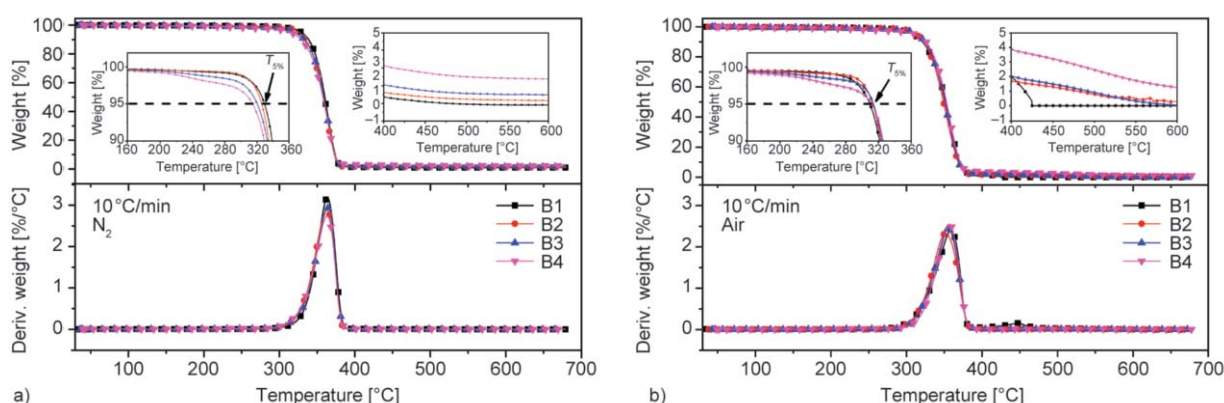 100
80
60
40
20
0
Weight [%]
100
95
90
Weight [%]
T5%
160 200 240 280 320 360
Temperature [°C]
5
4
3
2
1
0
−1
Weight [%]
400 450 500 550 600
Temperature [°C]
10°C/min
N2
B1
B2
B3
B4
3
2
1
0
Deriv. weight [%/°C]
100 200 300 400 500 600 700
Temperature [°C]
a)
100
80
60
40
20
0
Weight [%]
100
95
90
Weight [%]
T5%
160 200 240 280 320 360
Temperature [°C]
5
4
3
2
1
0
−1
Weight [%]
400 450 500 550 600
Temperature [°C]
10°C/min
Air
B1
B2
B3
B4
3
2
1
0
Deriv. weight [%/°C]
100 200 300 400 500 600 700
Temperature [°C]
b)